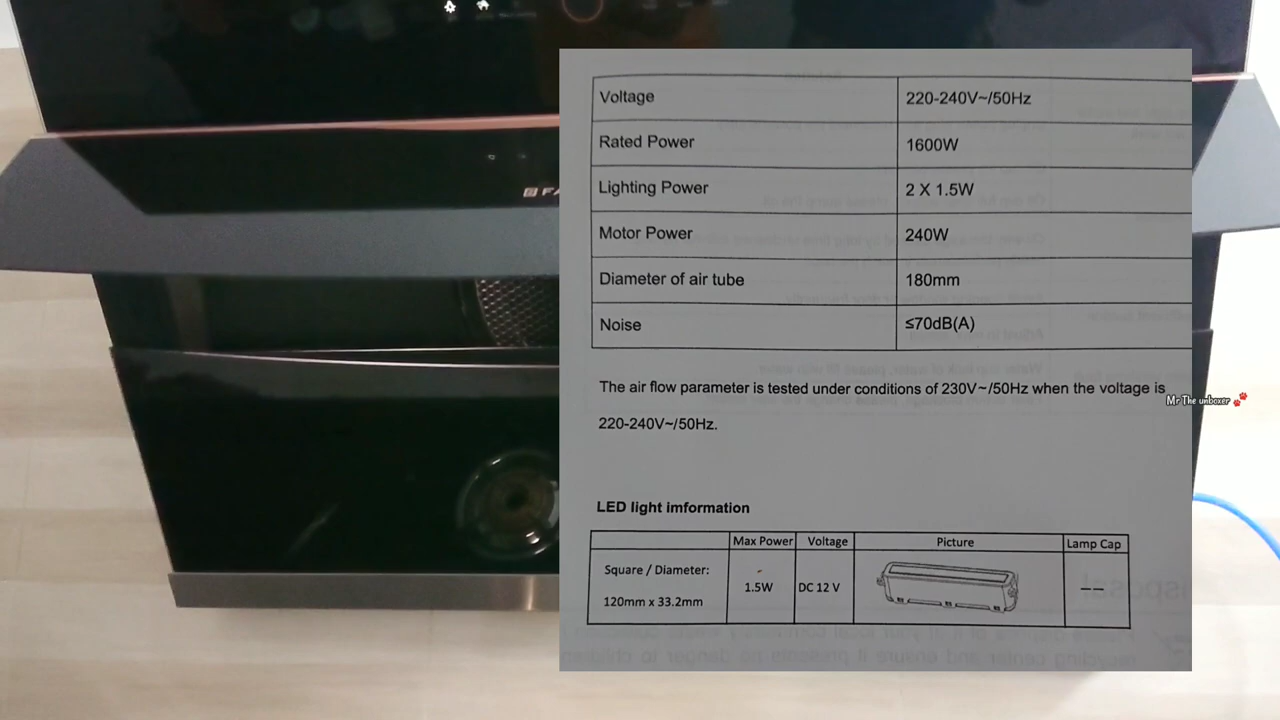 Voltage 220-240V~/50Hz
Rated Power 1600W
Lighting Power 2 X 1.5W
Motor Power 240W
Diameter of air tube 180mm
Noise ≤70dB(A)
The air flow parameter is tested under conditions of 230V~/50Hz when the voltage is
220-240V~/50Hz.
Mr The unboxer
LED light imformation
Max Power Voltage Picture Lamp Cap
Square / Diameter:
120mm x 33.2mm
1.5W DC 12 V --